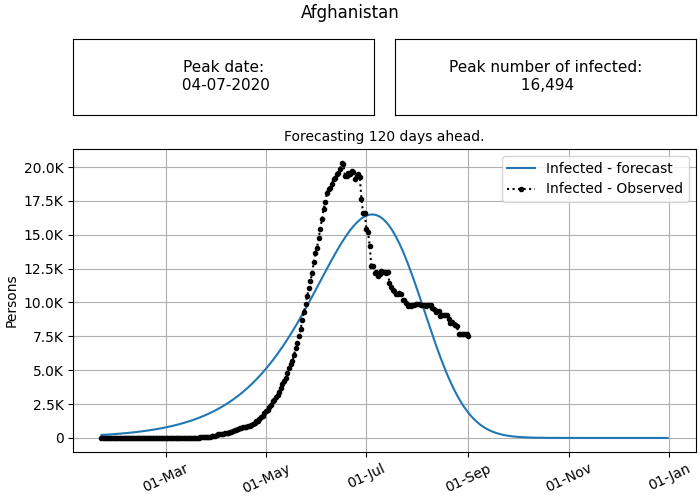 Afghanistan
Peak date:
04-07-2020
Peak number of infected:
16,494
Forecasting 120 days ahead.
Infected - forecast
Infected - Observed
20.0K
17.5K
15.0K
12.5K
10.0K
7.5K
5.0K
2.5K
0
Persons
01-Mar
01-May
01-Jul
01-Sep
01-Nov
01-Jan